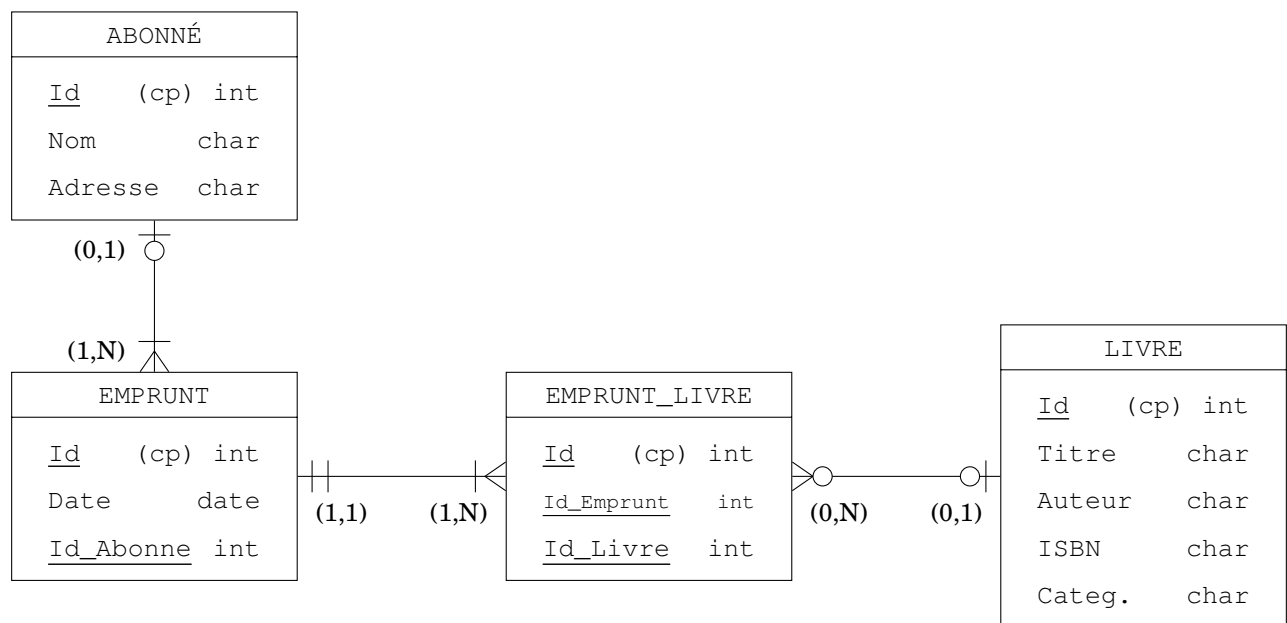 ABONNÉ
Id (cp) int
Nom char
Adresse char
(0,1)
(1,N)
EMPRUNT
Id (cp) int
Date date
Id_Abonne int
(1,1)
(1,N)
EMPRUNT_LIVRE
Id (cp) int
Id_Emprunt int
Id_Livre int
(0,N)
(0,1)
LIVRE
Id (cp) int
Titre char
Auteur char
ISBN char
Categ. char